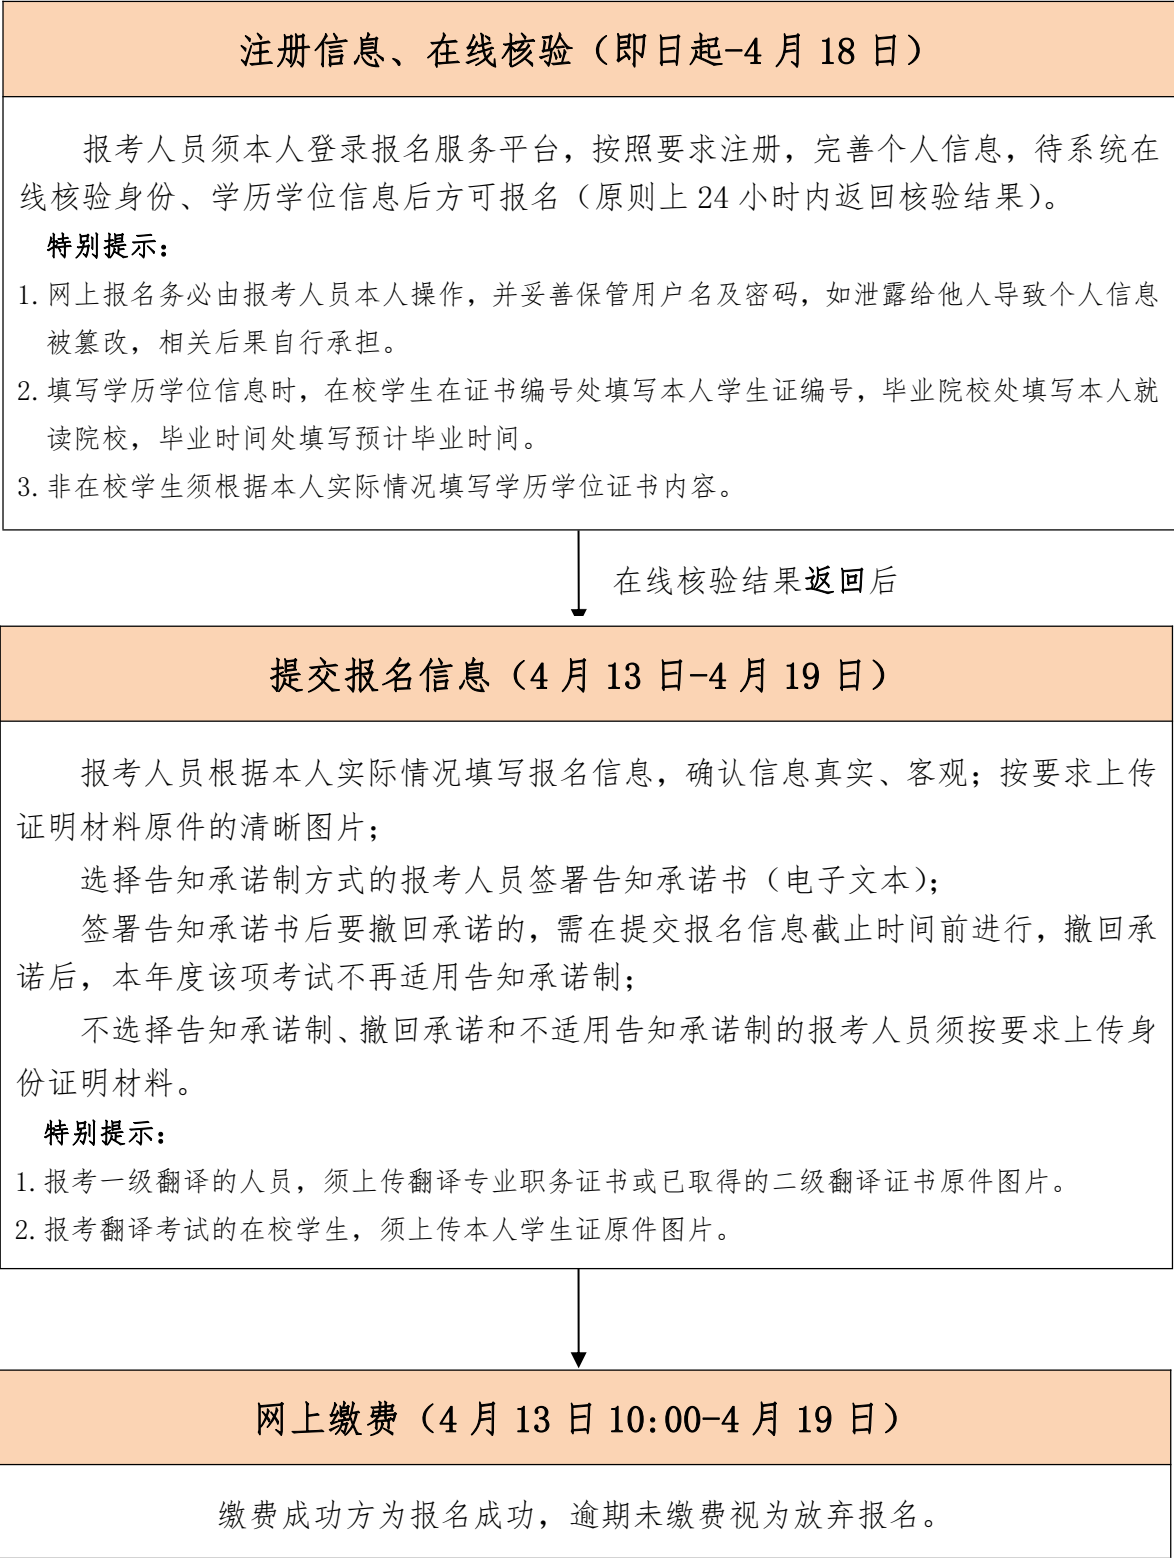 注册信息、在线核验（即日起-4 月 18 日）
报考人员须本人登录报名服务平台，按照要求注册，完善个人信息，待系统在
线核验身份、学历学位信息后方可报名（原则上 24 小时内返回核验结果）。
特别提示：
1. 网上报名务必由报考人员本人操作，并妥善保管用户名及密码，如泄露给他人导致个人信息
被篡改，相关后果自行承担。
2. 填写学历学位信息时，在校学生在证书编号处填写本人学生证编号，毕业院校处填写本人就
读院校，毕业时间处填写预计毕业时间。
3. 非在校学生须根据本人实际情况填写学历学位证书内容。
在线核验结果返回后
提交报名信息（4 月 13 日-4 月 19 日）
报考人员根据本人实际情况填写报名信息，确认信息真实、客观；按要求上传
证明材料原件的清晰图片；
选择告知承诺制方式的报考人员签署告知承诺书（电子文本）；
签署告知承诺书后要撤回承诺的，需在提交报名信息截止时间前进行，撤回承
诺后，本年度该项考试不再适用告知承诺制；
不选择告知承诺制、撤回承诺和不适用告知承诺制的报考人员须按要求上传身
份证明材料。
特别提示：
1. 报考一级翻译的人员，须上传翻译专业职务证书或已取得的二级翻译证书原件图片。
2. 报考翻译考试的在校学生，须上传本人学生证原件图片。
网上缴费（4 月 13 日 10:00-4 月 19 日）
缴费成功方为报名成功，逾期未缴费视为放弃报名。